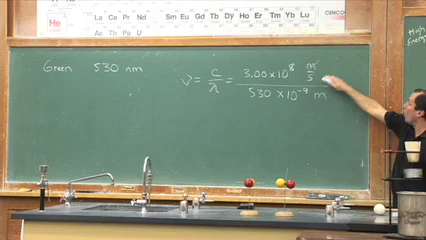 La Ce Pr Nd Sm Eu Gd Tb Dy Ho Er Tm Yb Lu
Ac Th Pa U
He
CENCO
High
Energy
Green 530 nm
ν = c/λ = 3.00 x 10⁸ m/s / 530 x 10⁻⁹ m